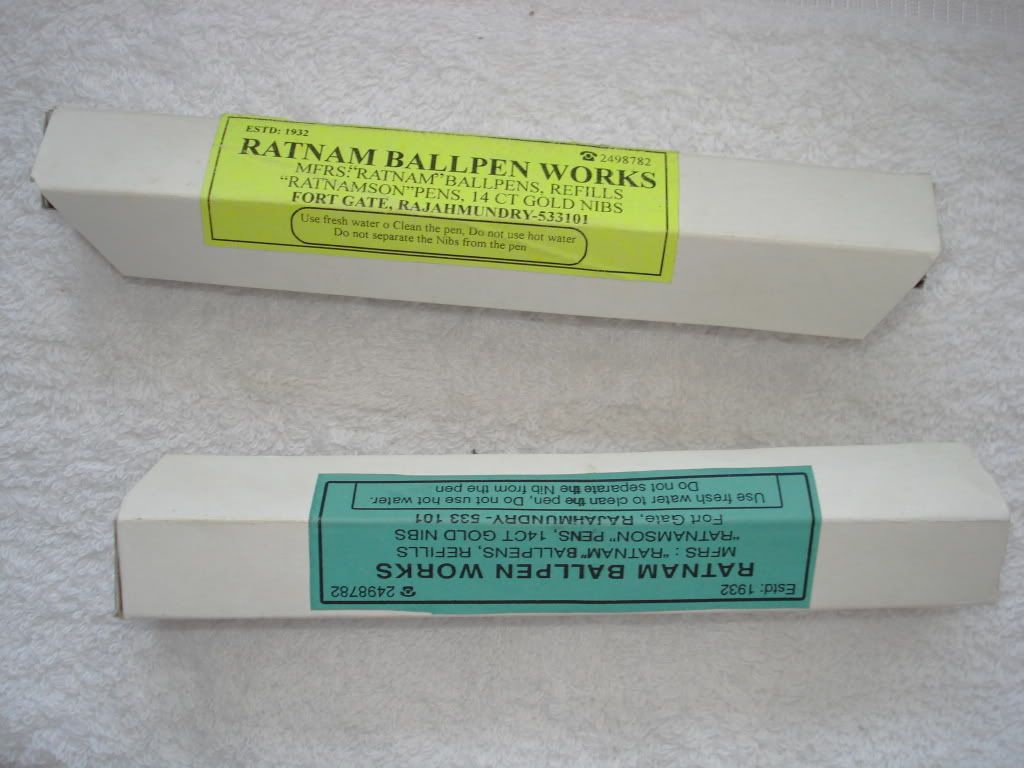 ESTD: 1932
☎ 2498782
RATNAM BALLPEN WORKS
MFRS:"RATNAM"BALLPENS, REFILLS
"RATNAMSON"PENS, 14 CT GOLD NIBS
FORT GATE, RAJAHMUNDRY-533101
Use fresh water o Clean the pen, Do not use hot water
Do not separate the Nibs from the pen
Estd: 1932
☎ 2498782
RATNAM BALLPEN WORKS
MFRS : "RATNAM" BALLPENS, REFILLS
"RATNAMSON" PENS, 14CT GOLD NIBS
Fort Gate, RAJAHMUNDRY- 533 101
Use fresh water to clean the pen, Do not use hot water.
Do not separate the Nib from the pen